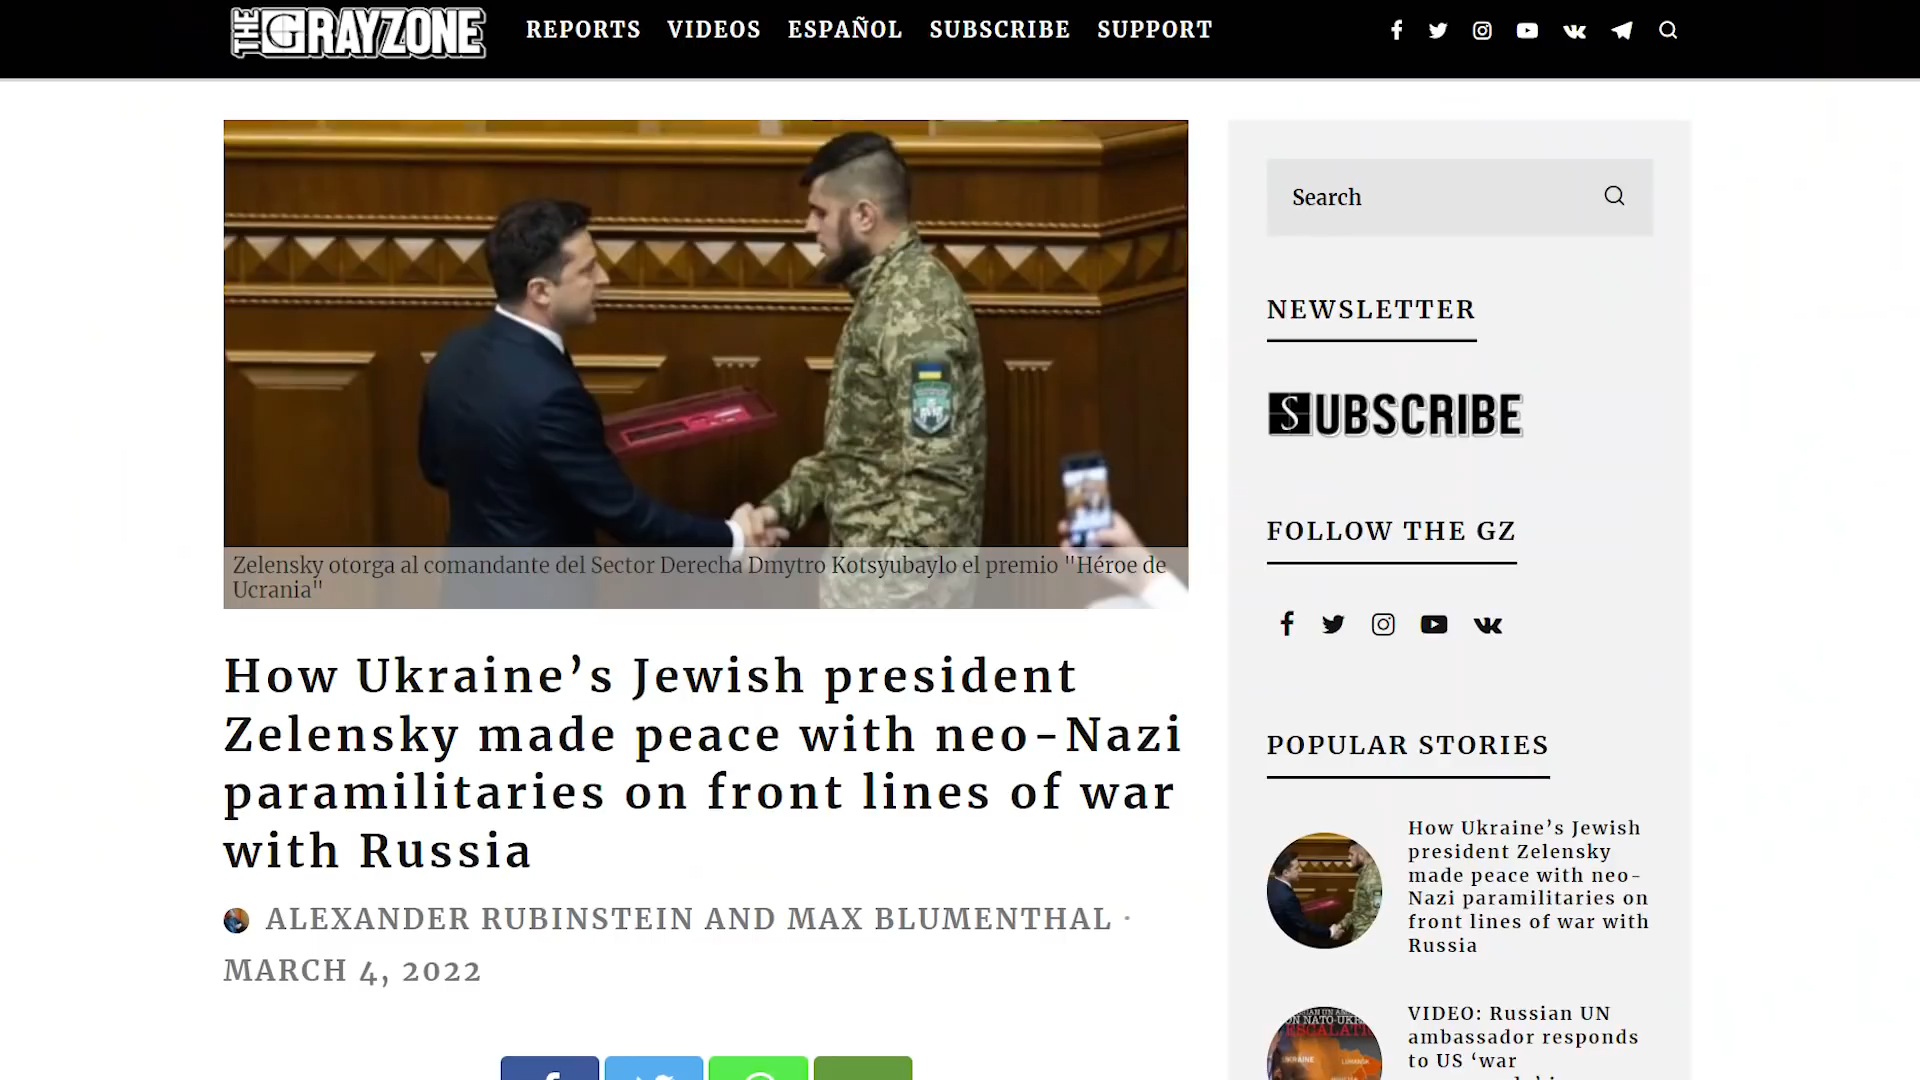 THE GRAYZONE
REPORTS VIDEOS ESPAÑOL SUBSCRIBE SUPPORT
Zelensky otorga al comandante del Sector Derecha Dmytro Kotsyubaylo el premio "Héroe de
Ucrania"
How Ukraine’s Jewish president
Zelensky made peace with neo-Nazi
paramilitaries on front lines of war
with Russia
ALEXANDER RUBINSTEIN AND MAX BLUMENTHAL ·
MARCH 4, 2022
Search
NEWSLETTER
SUBSCRIBE
FOLLOW THE GZ
POPULAR STORIES
How Ukraine’s Jewish
president Zelensky
made peace with neo-
Nazi paramilitaries on
front lines of war with
Russia
VIDEO: Russian UN
ambassador responds
to US ‘war